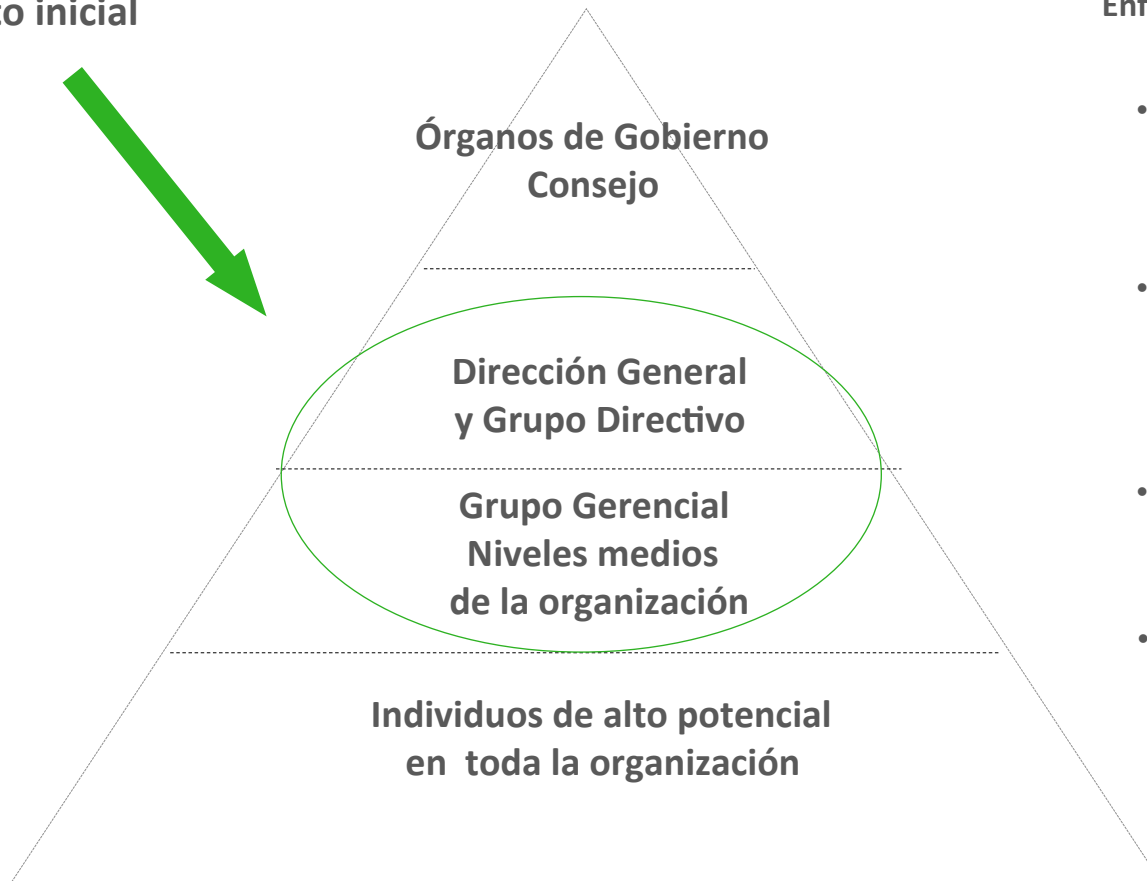 inicial
Órganos de Gobierno
Consejo
Dirección General
y Grupo Directivo
Grupo Gerencial
Niveles medios
de la organización
Individuos de alto potencial
en toda la organización